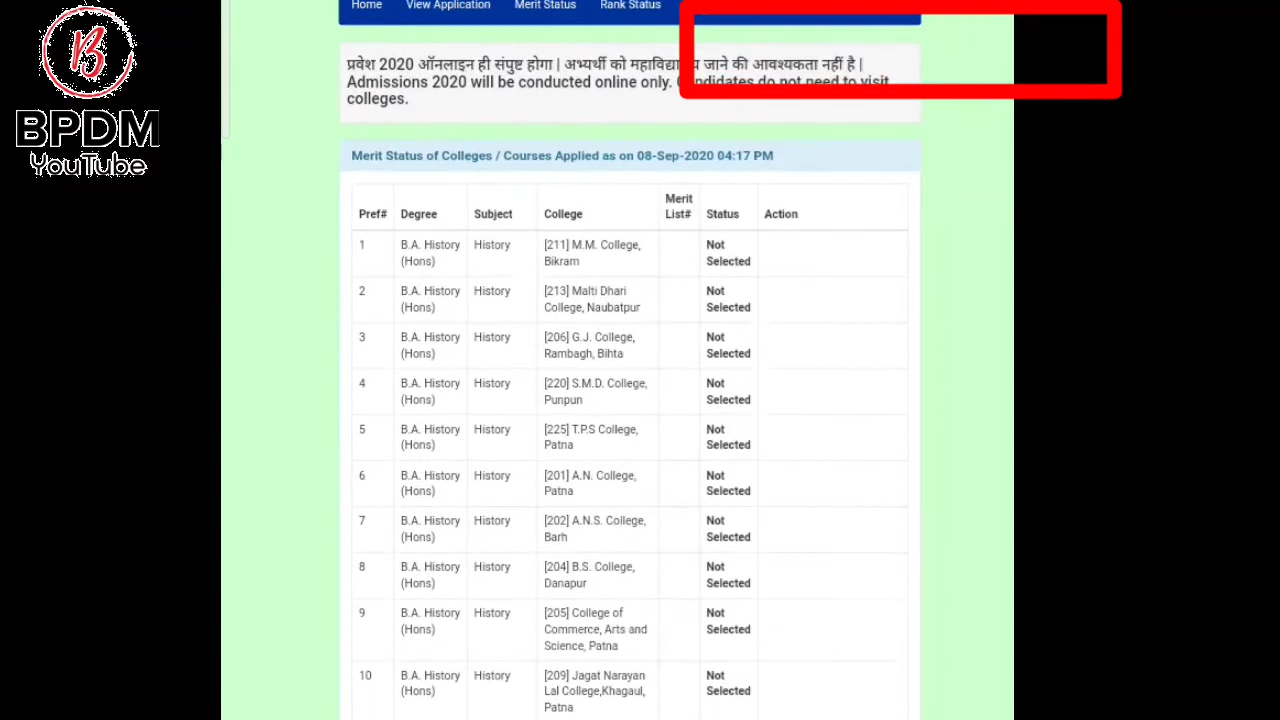 B
BPDM
YouTube
Home View Application Merit Status Rank Status
प्रवेश 2020 ऑनलाइन ही संपुष्ट होगा | अभ्यर्थी को जाने की आवश्यकता नहीं है |
Admissions 2020 will be conducted online only. Candidates do not need to visit
colleges.
Merit Status of Colleges / Courses Applied as on 08-Sep-2020 04:17 PM
Pref# Degree Subject College Merit List# Status Action
1 B.A. History (Hons) History [211] M.M. College, Bikram Not Selected
2 B.A. History (Hons) History [213] Malti Dhari College, Naubatpur Not Selected
3 B.A. History (Hons) History [206] G.J. College, Rambagh, Bihta Not Selected
4 B.A. History (Hons) History [220] S.M.D. College, Punpun Not Selected
5 B.A. History (Hons) History [225] T.P.S College, Patna Not Selected
6 B.A. History (Hons) History [201] A.N. College, Patna Not Selected
7 B.A. History (Hons) History [202] A.N.S. College, Barh Not Selected
8 B.A. History (Hons) History [204] B.S. College, Danapur Not Selected
9 B.A. History (Hons) History [205] College of Commerce, Arts and Science, Patna Not Selected
10 B.A. History (Hons) History [209] Jagat Narayan Lal College,Khagaul, Patna Not Selected